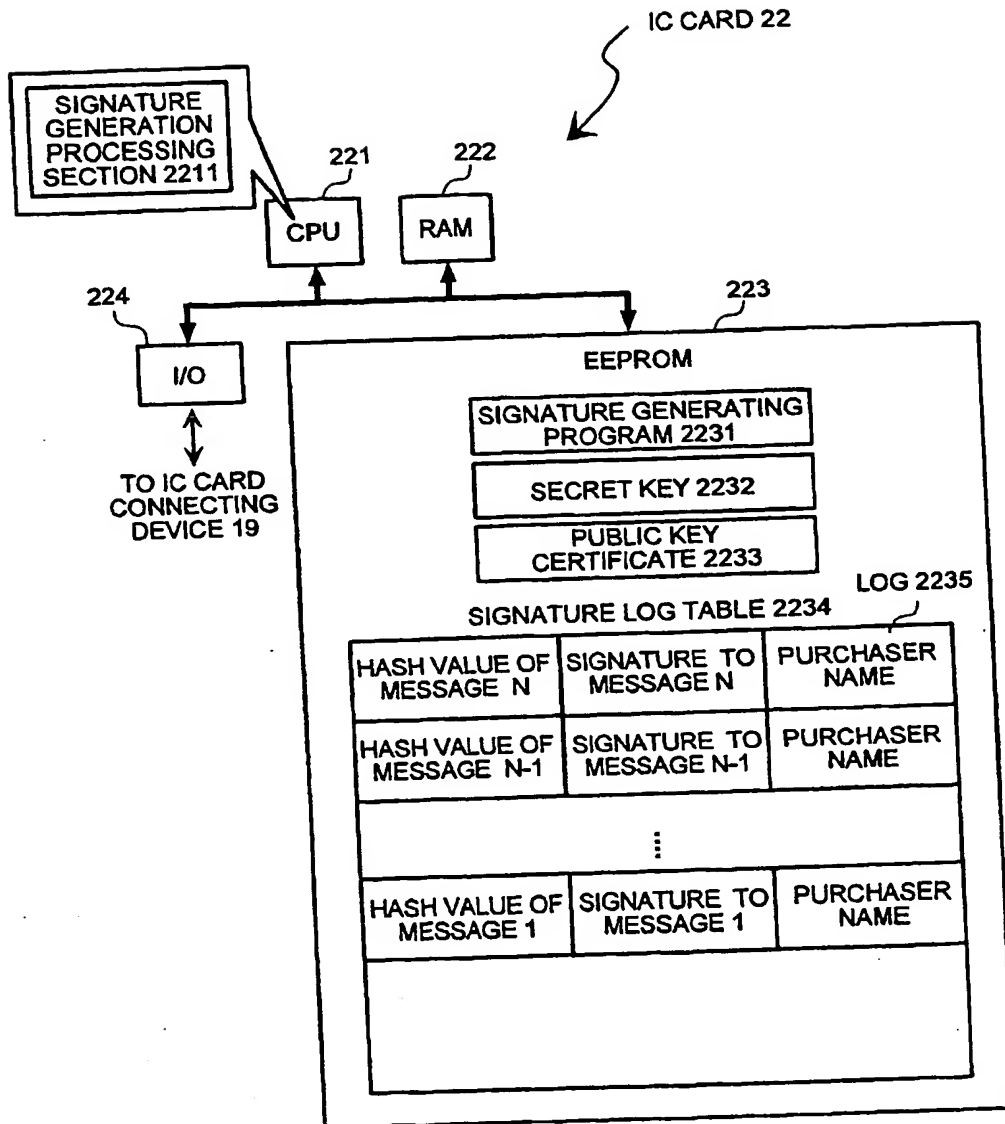 IC CARD 22
SIGNATURE
GENERATION
PROCESSING
SECTION 2211
221
222
CPU
RAM
224
223
I/O
EEPROM
SIGNATURE GENERATING
PROGRAM 2231
TO IC CARD
CONNECTING
DEVICE 19
SECRET KEY 2232
PUBLIC KEY
CERTIFICATE 2233
LOG 2235
SIGNATURE LOG TABLE 2234
HASH VALUE OF
MESSAGE N
SIGNATURE TO
MESSAGE N
PURCHASER
NAME
HASH VALUE OF
MESSAGE N-1
SIGNATURE TO
MESSAGE N-1
PURCHASER
NAME
HASH VALUE OF
MESSAGE 1
SIGNATURE TO
MESSAGE 1
PURCHASER
NAME